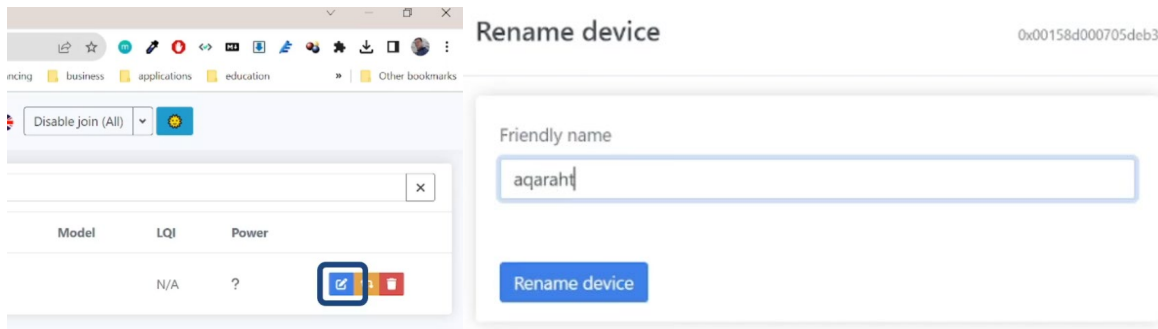 ncing business applications education » Other bookmarks
Disable join (All)
Model LQI Power
N/A ?
Rename device 0x00158d000705deb3
Friendly name
aqaraht
Rename device